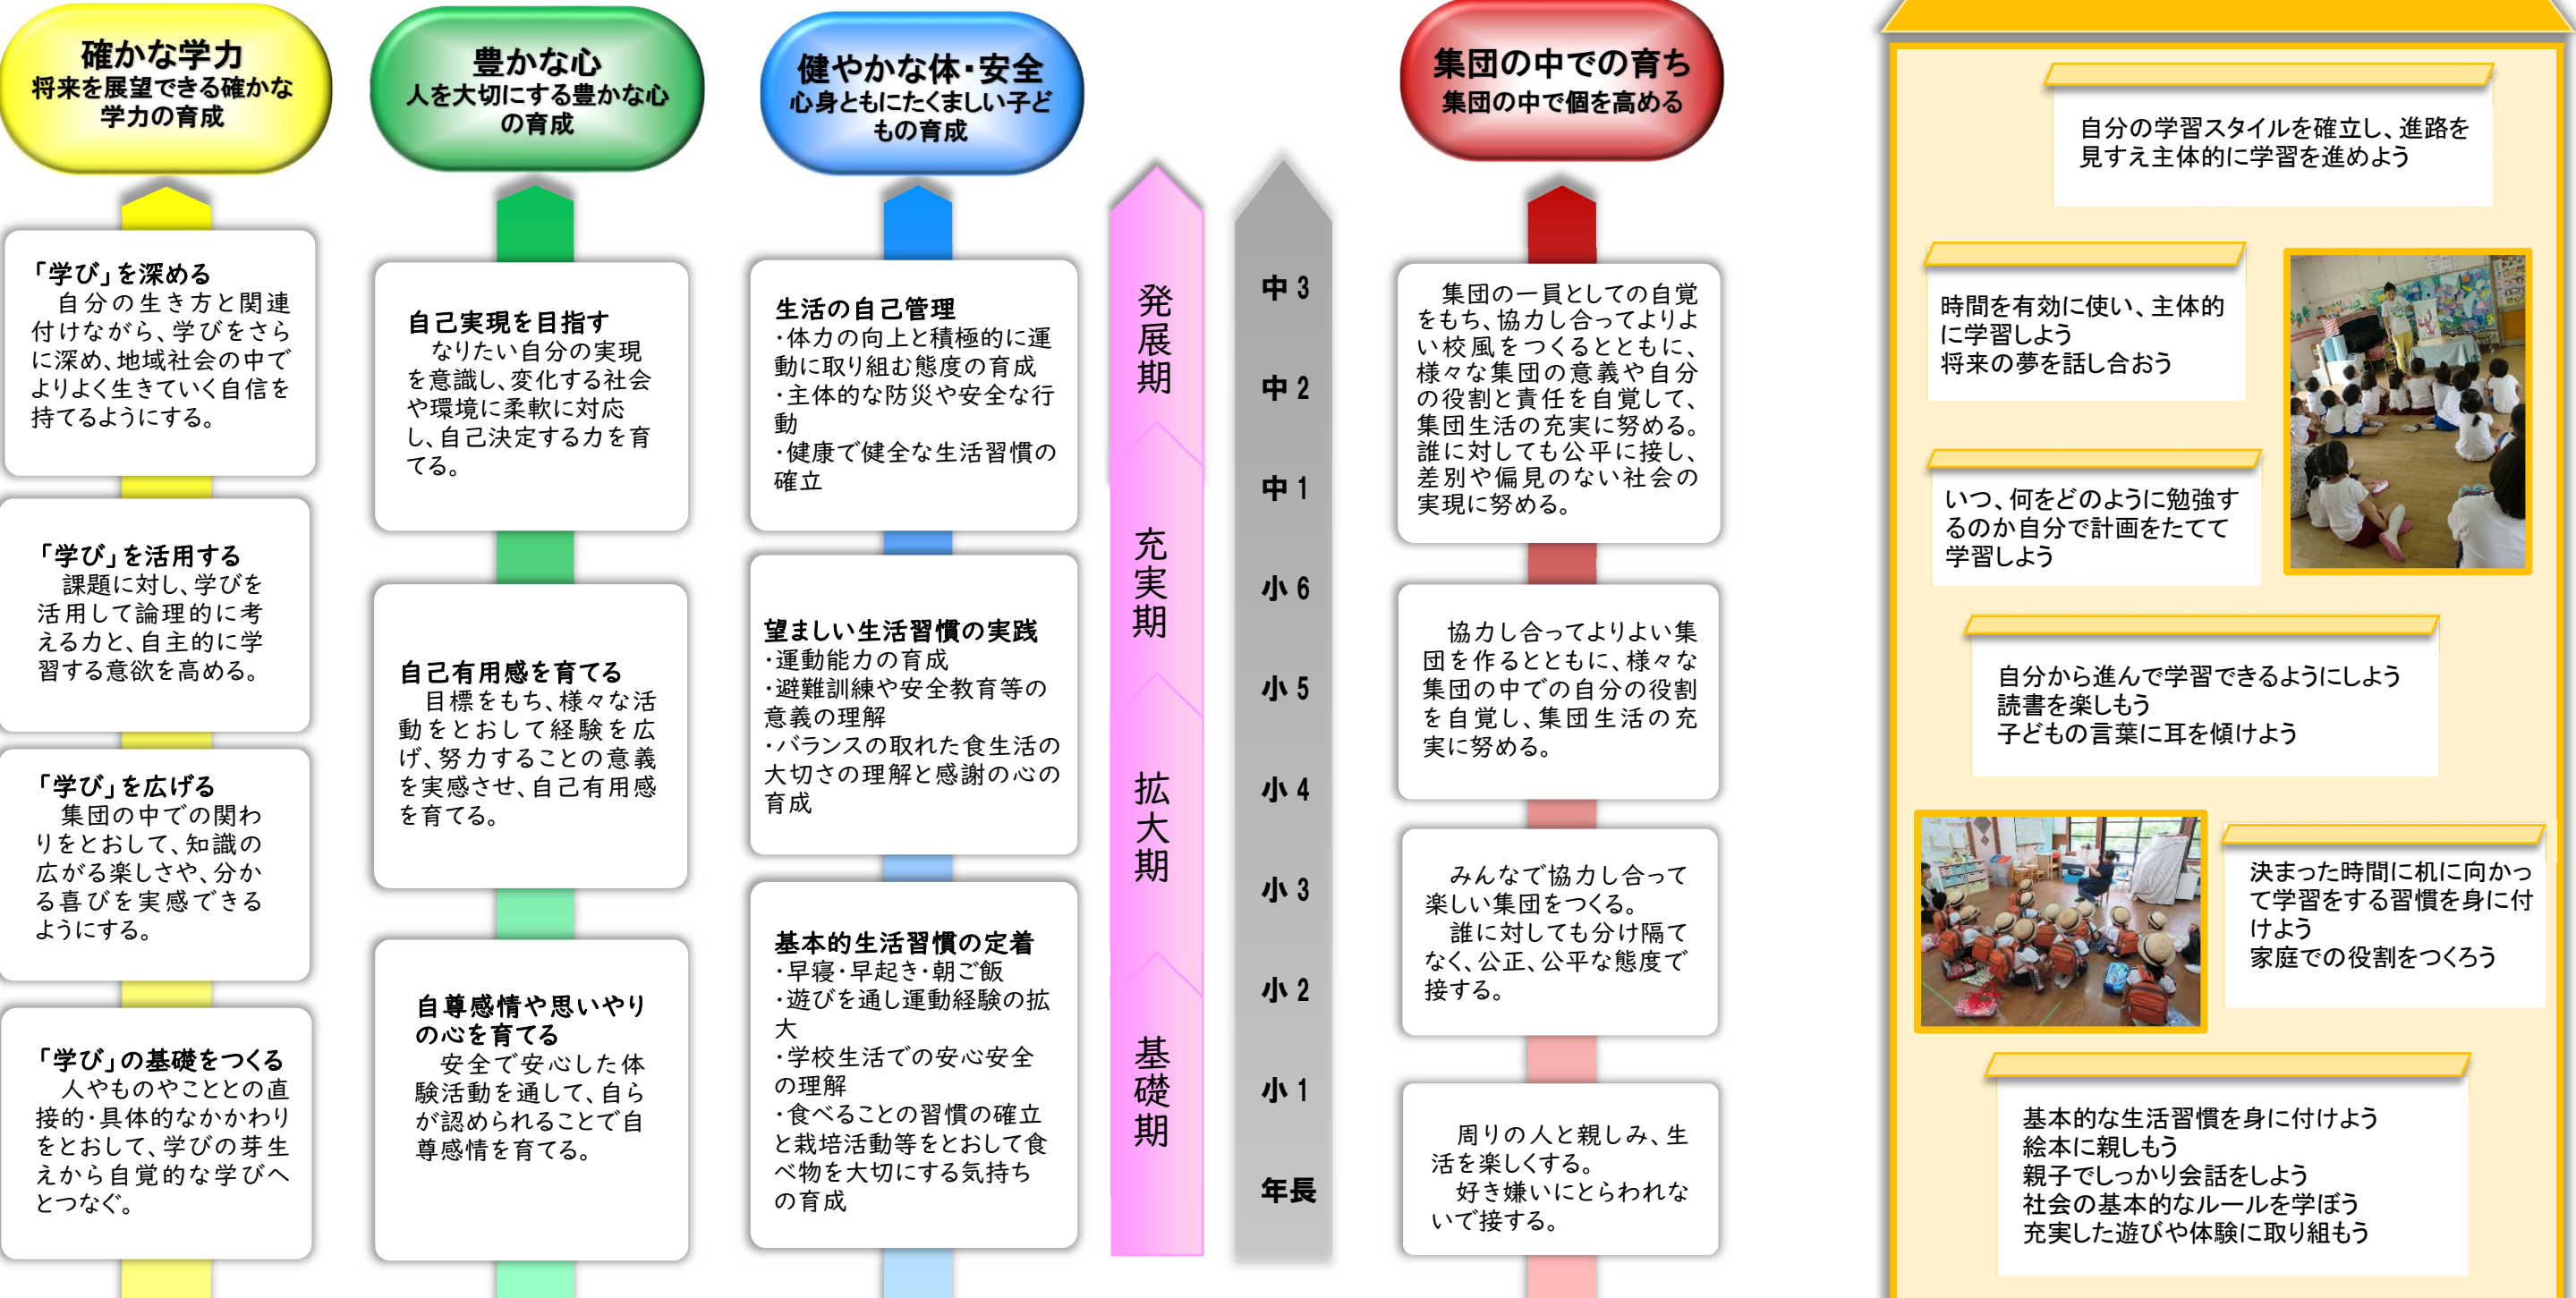 確かな学力
将来を展望できる確かな
学力の育成
「学び」を深める
自分の生き方と関連
付けながら、学びをさら
に深め、地域社会の中で
よりよく生きていく自信を
持てるようにする。
「学び」を活用する
課題に対し、学びを
活用して論理的に考
える力と、自主的に学
習する意欲を高める。
「学び」を広げる
集団の中での関わ
りをとおして、知識の
広がる楽しさや、分か
る喜びを実感できる
ようにする。
「学び」の基礎をつくる
人やものやこととの直
接的・具体的なかかわり
をとおして、学びの芽生
えから自覚的な学びへ
とつなぐ。
豊かな心
人を大切にする豊かな心
の育成
自己実現を目指す
なりたい自分の実現
を意識し、変化する社会
や環境に柔軟に対応
し、自己決定する力を育
てる。
自己有用感を育てる
目標をもち、様々な活
動をとおして経験を広
げ、努力することの意義
を実感させ、自己有用感
を育てる。
自尊感情や思いやり
の心を育てる
安全で安心した体
験活動を通して、自ら
が認められることで自
尊感情を育てる。
健やかな体・安全
心身ともにたくましい子ど
もの育成
生活の自己管理
・体力の向上と積極的に運
動に取り組む態度の育成
・主体的な防災や安全な行
動
・健康で健全な生活習慣の
確立
望ましい生活習慣の実践
・運動能力の育成
・避難訓練や安全教育等の
意義の理解
・バランスの取れた食生活の
大切さの理解と感謝の心の
育成
基本的生活習慣の定着
・早寝・早起き・朝ご飯
・遊びを通し運動経験の拡
大
・学校生活での安心安全
の理解
・食べることの習慣の確立
と栽培活動等をとおして食
べ物を大切にする気持ち
の育成
発展期
充実期
拡大期
基礎期
中3
中2
中1
小6
小5
小4
小3
小2
小1
年長
集団の中での育ち
集団の中で個を高める
集団の一員としての自覚
をもち、協力し合ってよりよ
い校風をつくるとともに、
様々な集団の意義や自分
の役割と責任を自覚して、
集団生活の充実に努める。
誰に対しても公平に接し、
差別や偏見のない社会の
実現に努める。
協力し合ってよりよい集
団を作るとともに、様々な
集団の中での自分の役割
を自覚し、集団生活の充
実に努める。
みんなで協力し合って
楽しい集団をつくる。
誰に対しても分け隔て
なく、公正、公平な態度で
接する。
周りの人と親しみ、生
活を楽しくする。
好き嫌いにとらわれな
いで接する。
自分の学習スタイルを確立し、進路を
見すえ主体的に学習を進めよう
時間を有効に使い、主体的
に学習しよう
将来の夢を話し合おう
いつ、何をどのように勉強す
るのか自分で計画をたてて
学習しよう
自分から進んで学習できるようにしよう
読書を楽しもう
子どもの言葉に耳を傾けよう
決まった時間に机に向かっ
て学習をする習慣を身に付
けよう
家庭での役割をつくろう
基本的な生活習慣を身に付けよう
絵本に親しもう
親子でしっかり会話をしよう
社会の基本的なルールを学ぼう
充実した遊びや体験に取り組もう